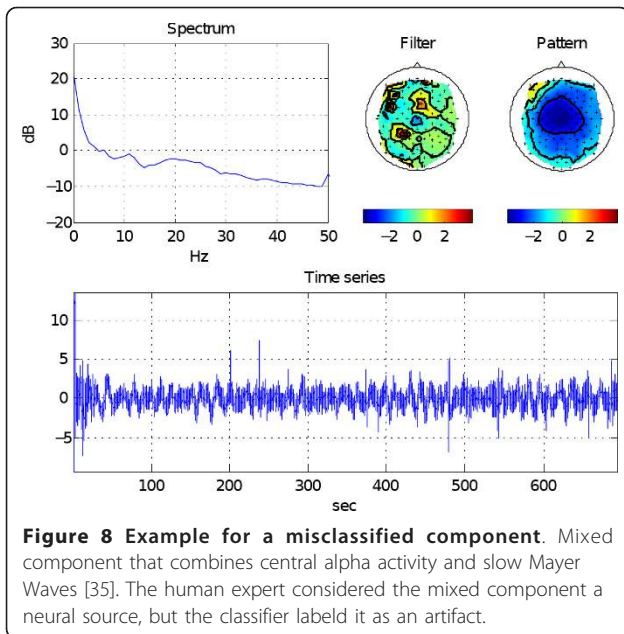 Spectrum
30
20
10
0
−10
−20
dB
0 10 20 30 40 50
Hz
Filter
−2 0 2
Pattern
−2 0 2
Time series
10
5
0
−5
100 200 300 400 500 600
sec
Figure 8 Example for a misclassified component. Mixed
component that combines central alpha activity and slow Mayer
Waves [35]. The human expert considered the mixed component a
neural source, but the classifier labeld it as an artifact.